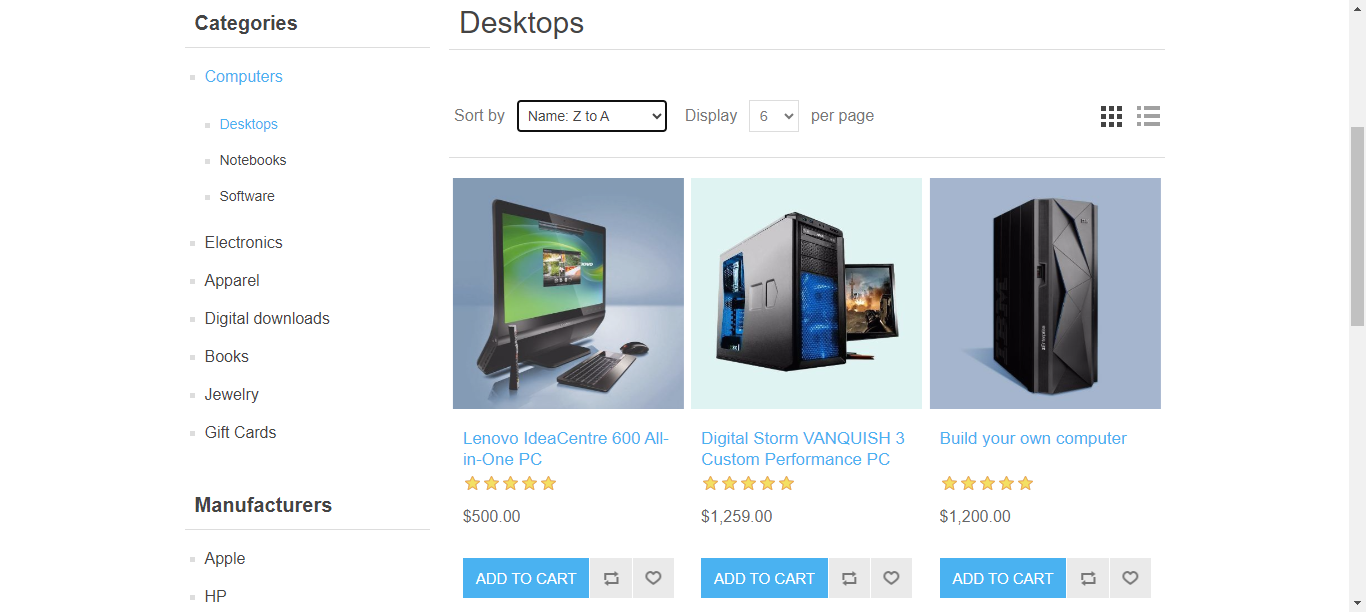 Categories
Computers
Desktops
Notebooks
Software
Electronics
Apparel
Digital downloads
Books
Jewelry
Gift Cards
Manufacturers
Apple
HP
Desktops
Sort by Name: Z to A Display 6 per page
Lenovo IdeaCentre 600 All-
in-One PC
$500.00
ADD TO CART
Digital Storm VANQUISH 3
Custom Performance PC
$1,259.00
ADD TO CART
Build your own computer
$1,200.00
ADD TO CART